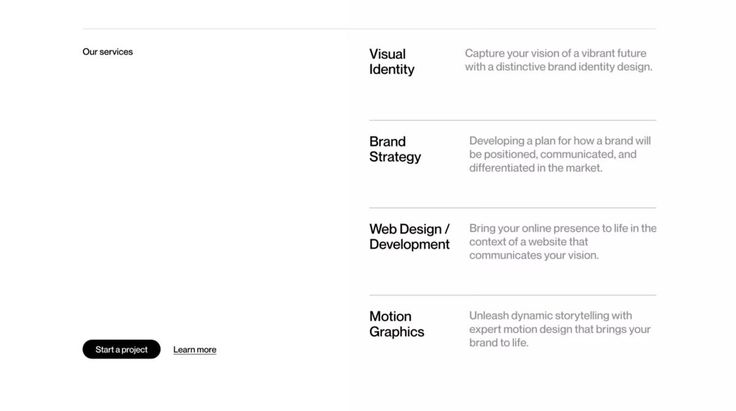 Our services
Visual
Identity
Capture your vision of a vibrant future
with a distinctive brand identity design.
Brand
Strategy
Developing a plan for how a brand will
be positioned, communicated, and
differentiated in the market.
Web Design /
Development
Bring your online presence to life in the
context of a website that
communicates your vision.
Motion
Graphics
Unleash dynamic storytelling with
expert motion design that brings your
brand to life.
Start a project
Learn more